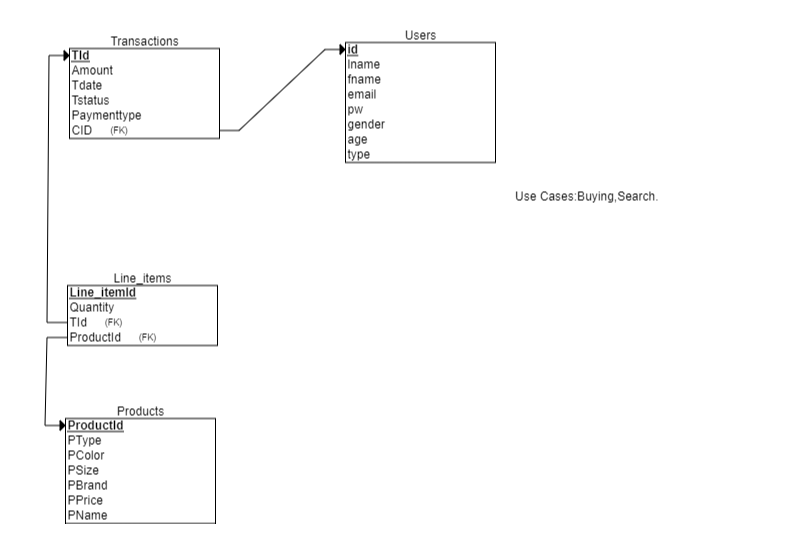 Transactions
TId
Amount
Tdate
Tstatus
Paymenttype
CID (FK)
Users
id
lname
fname
email
pw
gender
age
type
Use Cases:Buying,Search.
Line_items
Line_itemId
Quantity
TId (FK)
ProductId (FK)
Products
ProductId
PType
PColor
PSize
PBrand
PPrice
PName